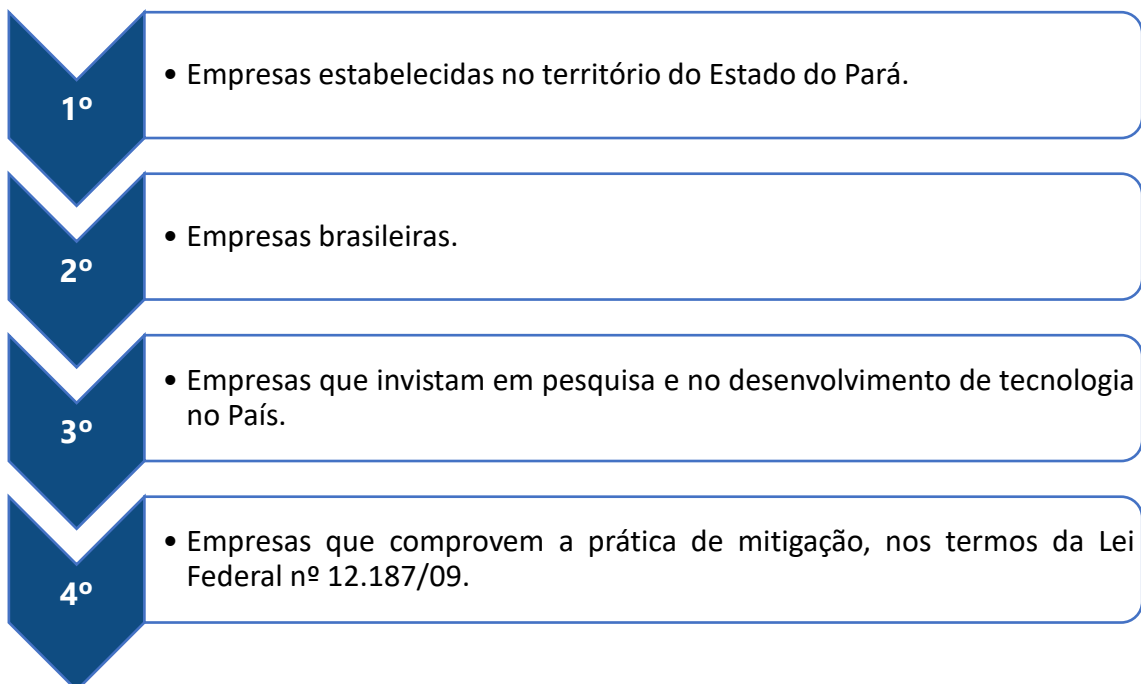 1º
• Empresas estabelecidas no território do Estado do Pará.
2º
• Empresas brasileiras.
3º
• Empresas que invistam em pesquisa e no desenvolvimento de tecnologia
no País.
4º
• Empresas que comprovem a prática de mitigação, nos termos da Lei
Federal nº 12.187/09.